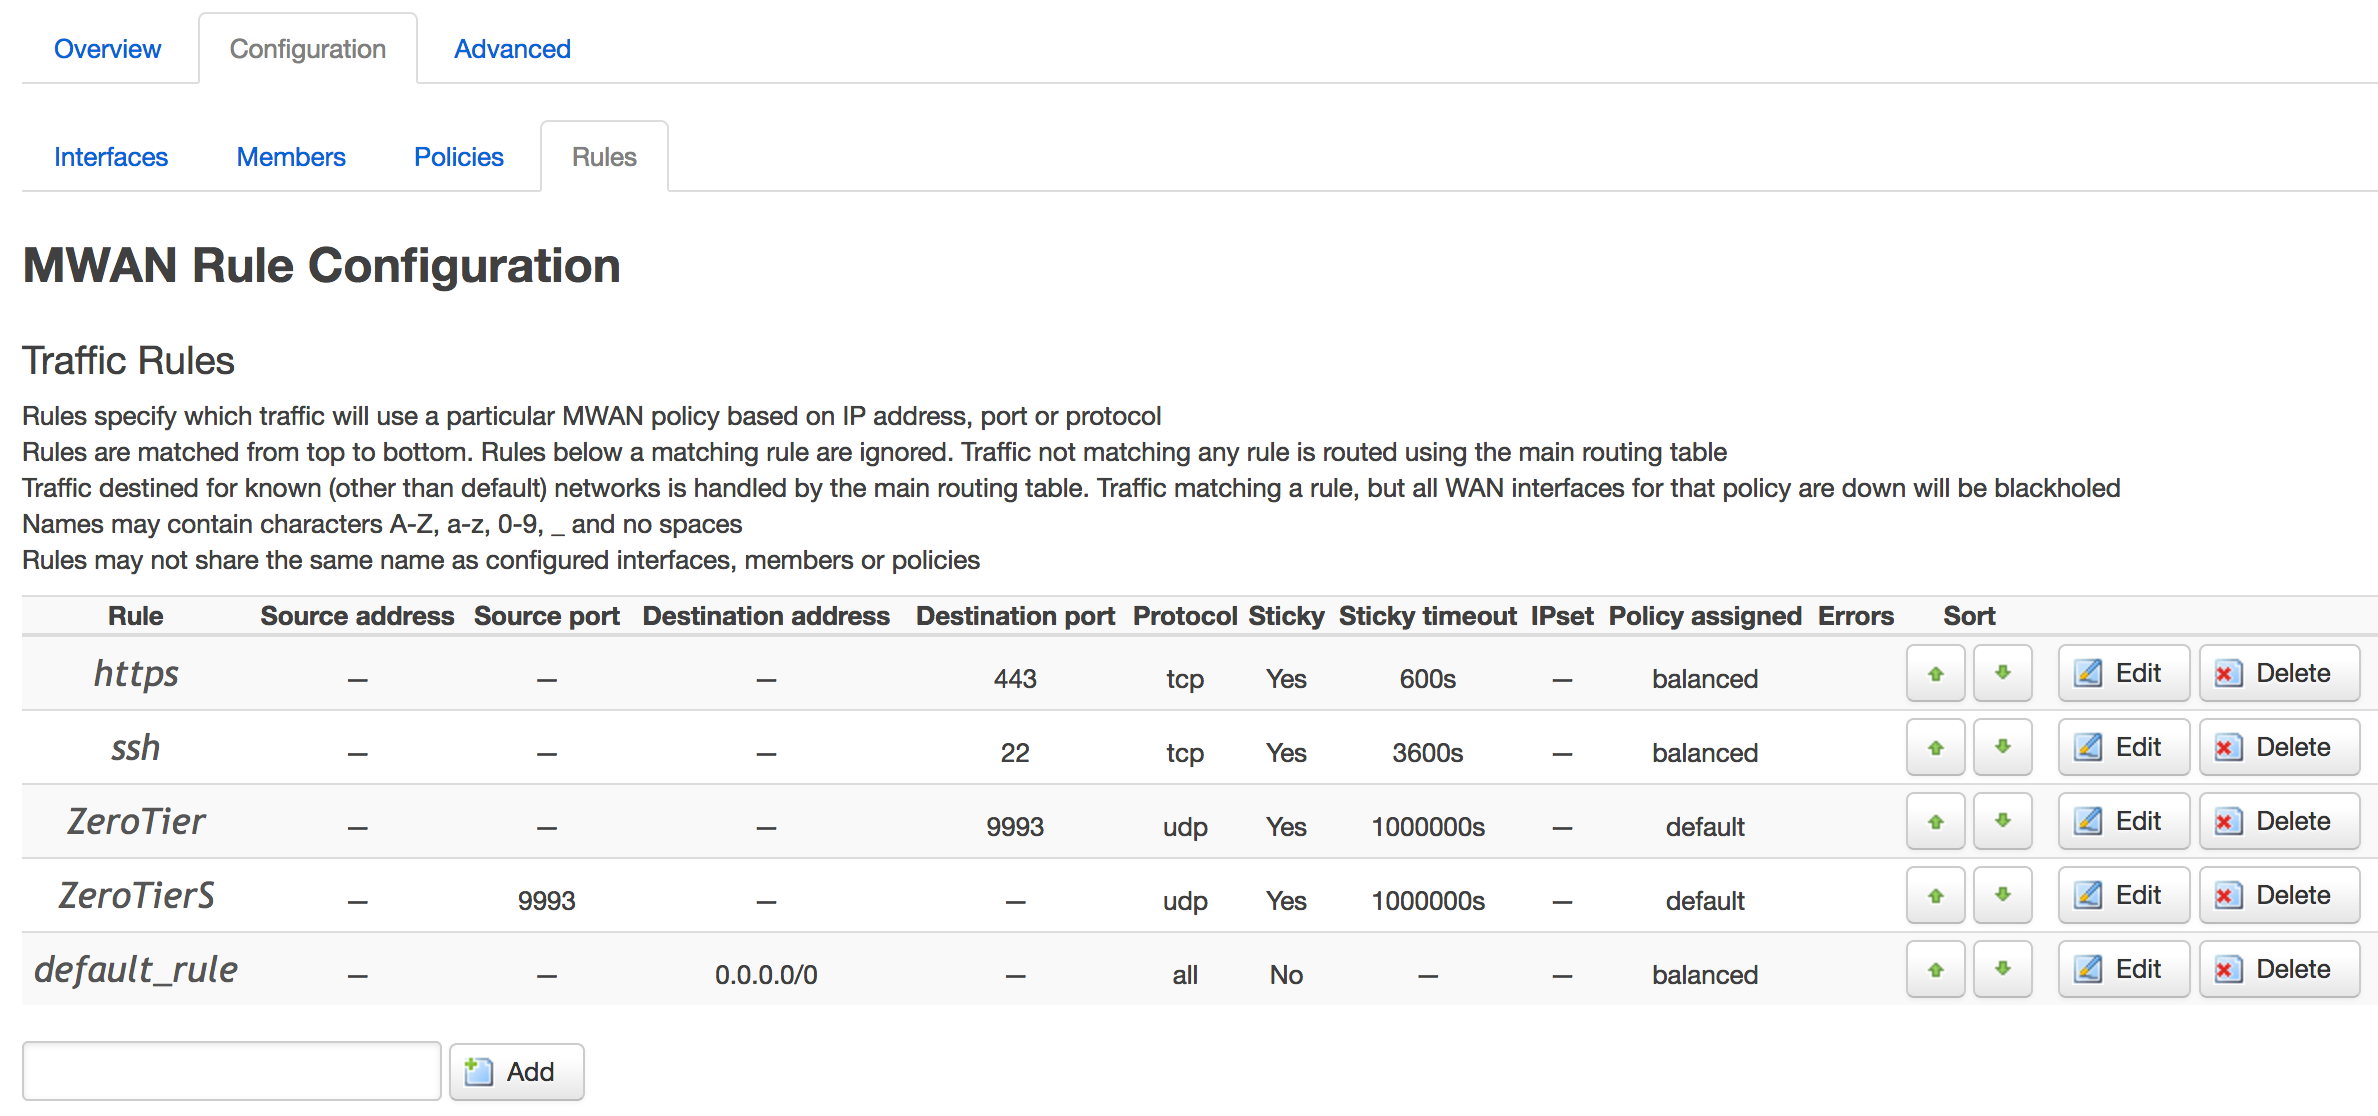 Overview Configuration Advanced
Interfaces Members Policies Rules
MWAN Rule Configuration
Traffic Rules
Rules specify which traffic will use a particular MWAN policy based on IP address, port or protocol
Rules are matched from top to bottom. Rules below a matching rule are ignored. Traffic not matching any rule is routed using the main routing table
Traffic destined for known (other than default) networks is handled by the main routing table. Traffic matching a rule, but all WAN interfaces for that policy are down will be blackholed
Names may contain characters A-Z, a-z, 0-9, _ and no spaces
Rules may not share the same name as configured interfaces, members or policies
Rule Source address Source port Destination address Destination port Protocol Sticky Sticky timeout IPset Policy assigned Errors Sort
https — — — 443 tcp Yes 600s — balanced Edit Delete
ssh — — — 22 tcp Yes 3600s — balanced Edit Delete
ZeroTier — — — 9993 udp Yes 1000000s — default Edit Delete
ZeroTierS — 9993 — — udp Yes 1000000s — default Edit Delete
default_rule — — 0.0.0.0/0 — all No — — balanced Edit Delete
Add